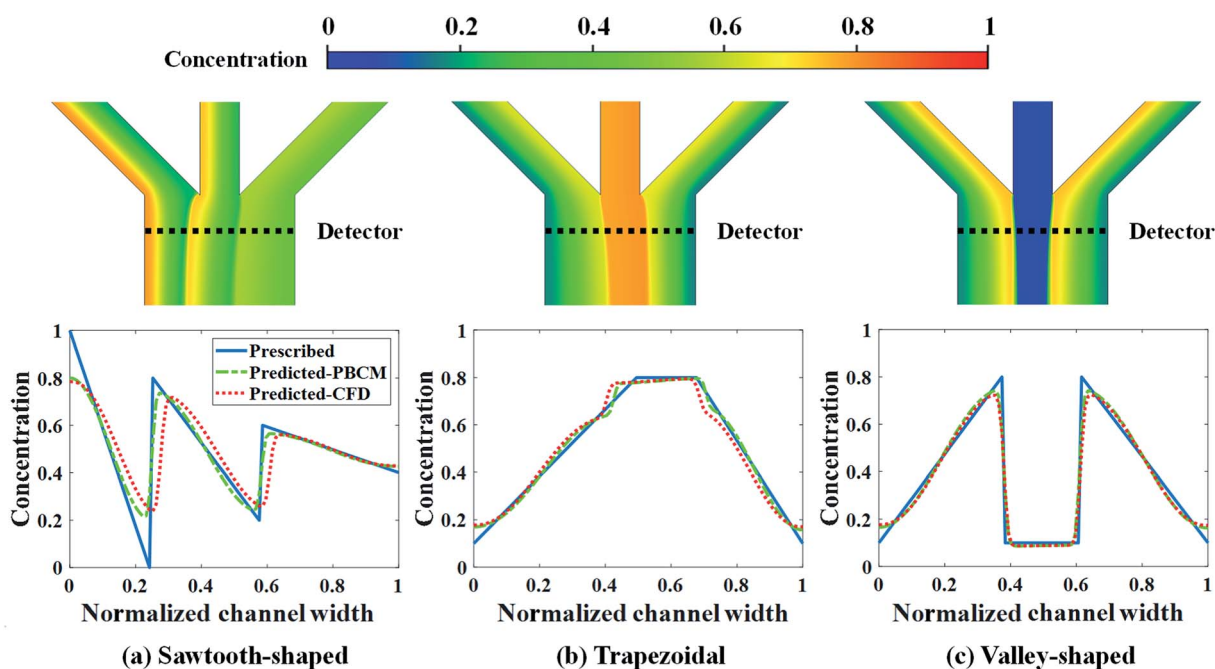 0 0.2 0.4 0.6 0.8 1
Concentration
Detector Detector Detector
Prescribed
Predicted-PBCM
Predicted-CFD
1 0.8 0.6 0.4 0.2 0
Concentration
0 0.2 0.4 0.6 0.8 1
Normalized channel width
(a) Sawtooth-shaped
1 0.8 0.6 0.4 0.2 0
Concentration
0 0.2 0.4 0.6 0.8 1
Normalized channel width
(b) Trapezoidal
1 0.8 0.6 0.4 0.2 0
Concentration
0 0.2 0.4 0.6 0.8 1
Normalized channel width
(c) Valley-shaped